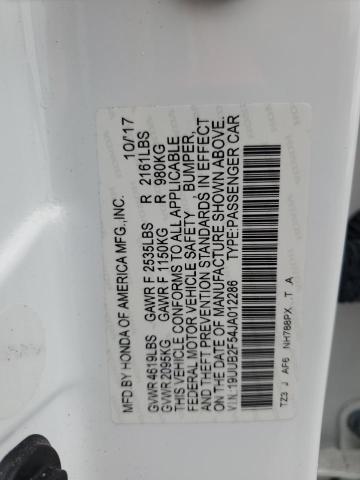 MFD BY HONDA OF AMERICA MFG.,INC. 10/17
GVWR 4619LBS GAWR F 2535LBS R 2161LBS
GVWR 2095KG GAWR F 1150KG R 980KG
THIS VEHICLE CONFORMS TO ALL APPLICABLE
FEDERAL MOTOR VEHICLE SAFETY BUMPER,
AND THEFT PREVENTION STANDARDS IN EFFECT
ON THE DATE OF MANUFACTURE SHOWN ABOVE.
V.I.N.:19UUB2F54JA012286 TYPE:PASSENGER CAR
TZ3 J AF6 NH788PX T A